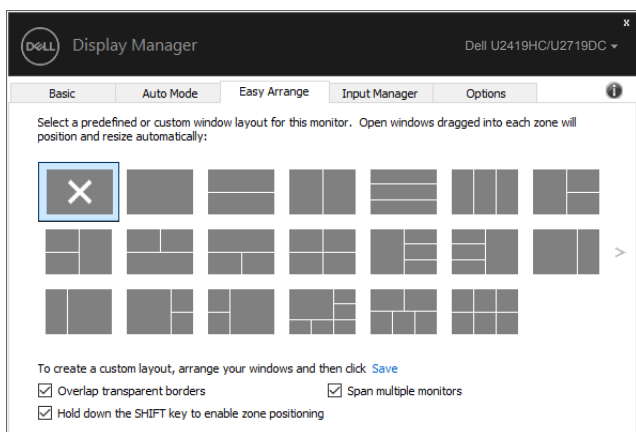 x
DELL Display Manager Dell U2419HC/U2719DC
Basic Auto Mode Easy Arrange Input Manager Options
Select a predefined or custom window layout for this monitor. Open windows dragged into each zone will
position and resize automatically:
>
To create a custom layout, arrange your windows and then click Save
Overlap transparent borders Span multiple monitors
Hold down the SHIFT key to enable zone positioning